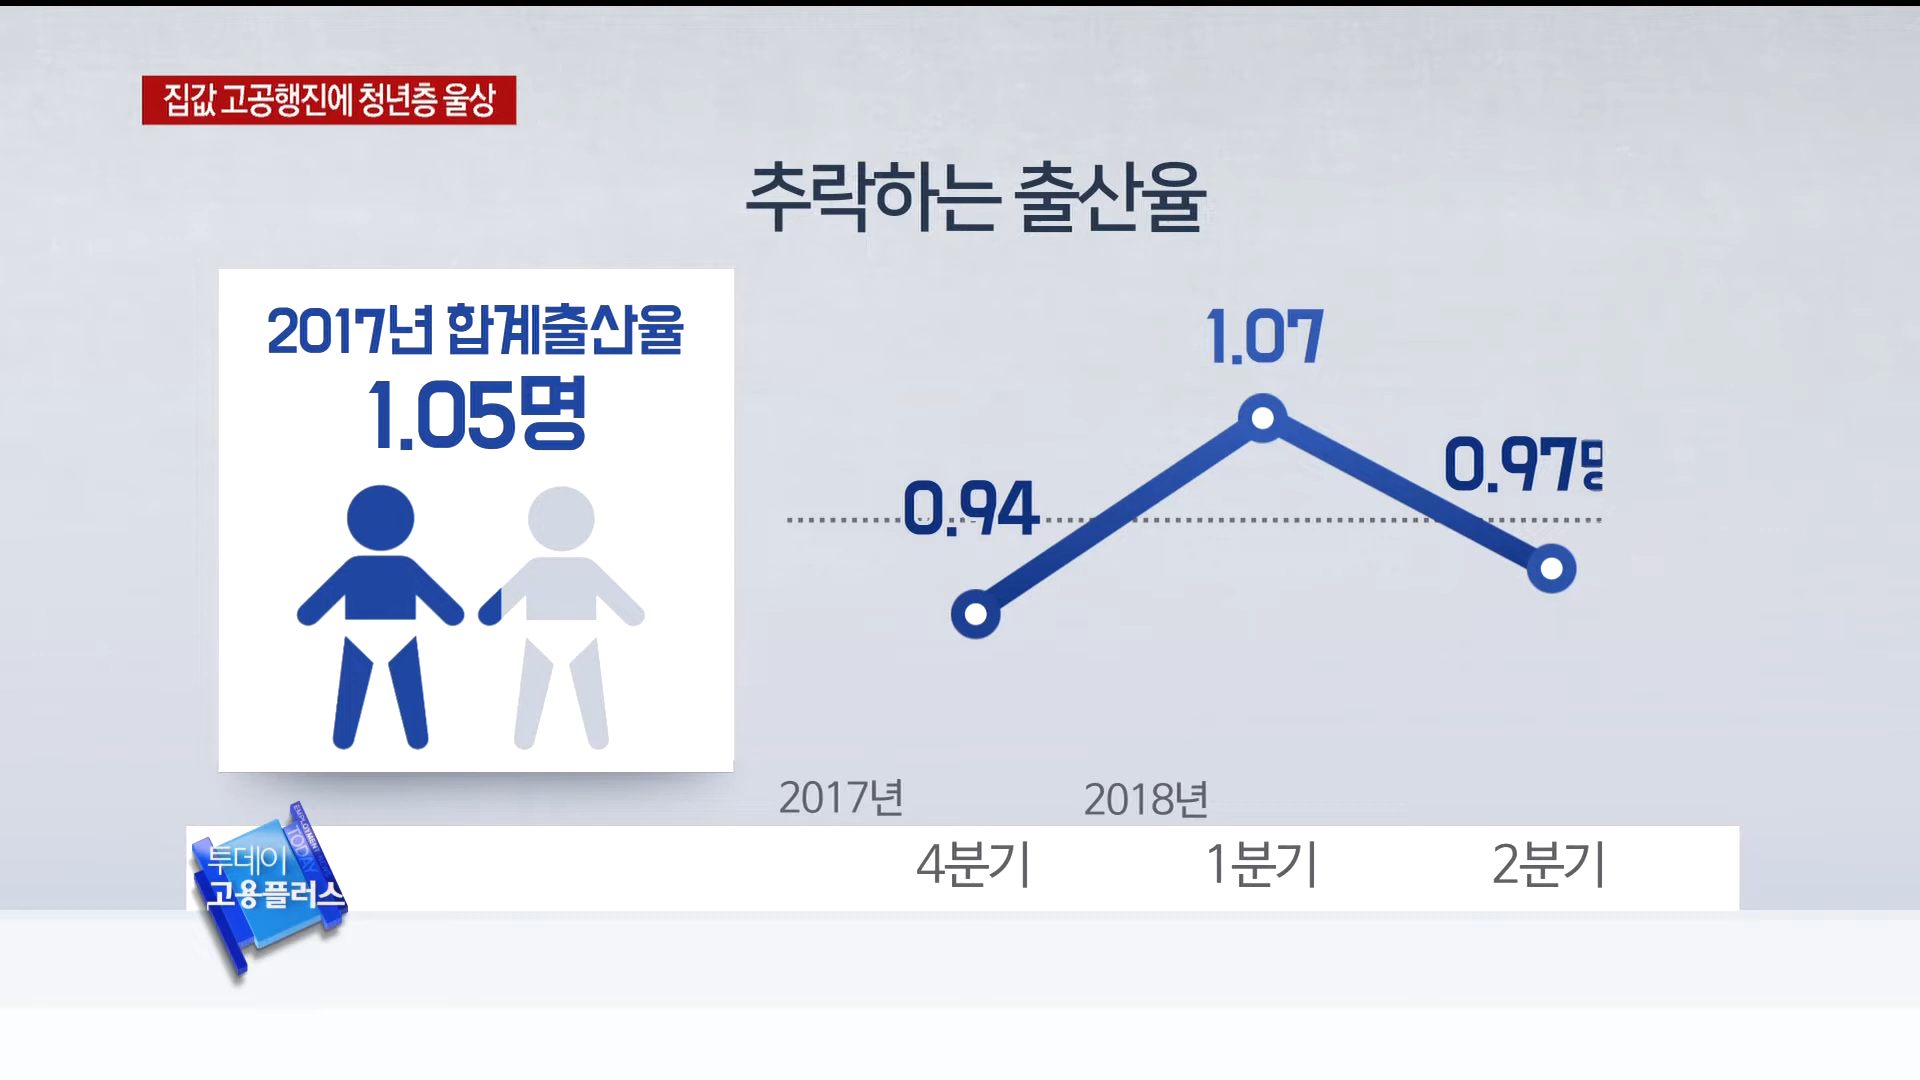 집값 고공행진에 청년층 울상
추락하는 출산율
2017년 합계출산율
1.05명
0.94
1.07
0.97명
2017년
2018년
4분기
1분기
2분기
EMPLOYMENT
TODAY
투데이
고용플러스